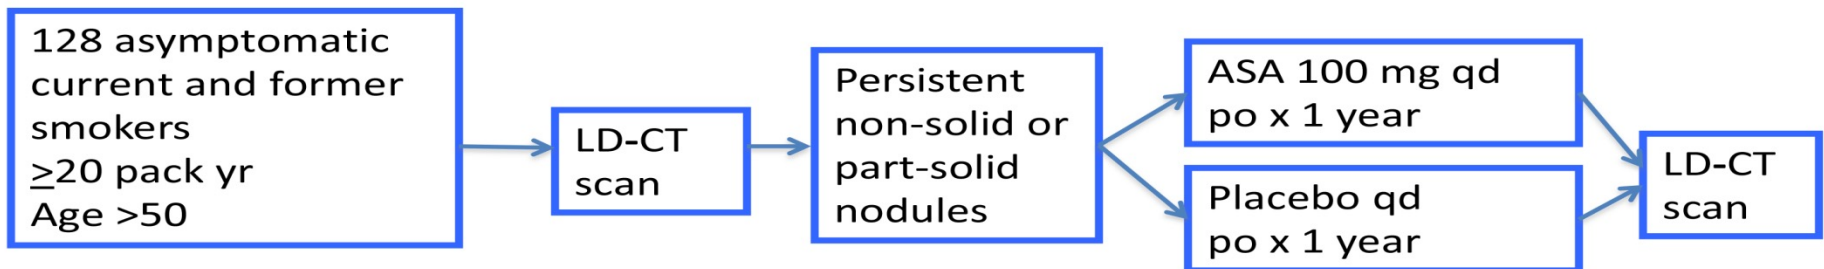 128 asymptomatic
current and former
smokers
≥20 pack yr
Age >50
LD-CT
scan
Persistent
non-solid or
part-solid
nodules
ASA 100 mg qd
po x 1 year
Placebo qd
po x 1 year
LD-CT
scan